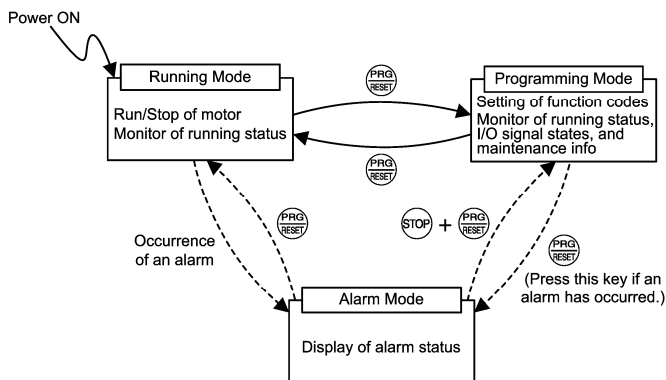 Power ON
Running Mode
Run/Stop of motor
Monitor of running status
PRG
RESET
PRG
RESET
Programming Mode
Setting of function codes
Monitor of running status,
I/O signal states, and
maintenance info
Occurrence
of an alarm
PRG
RESET
STOP + PRG
RESET
PRG
RESET
(Press this key if an
alarm has occurred.)
Alarm Mode
Display of alarm status